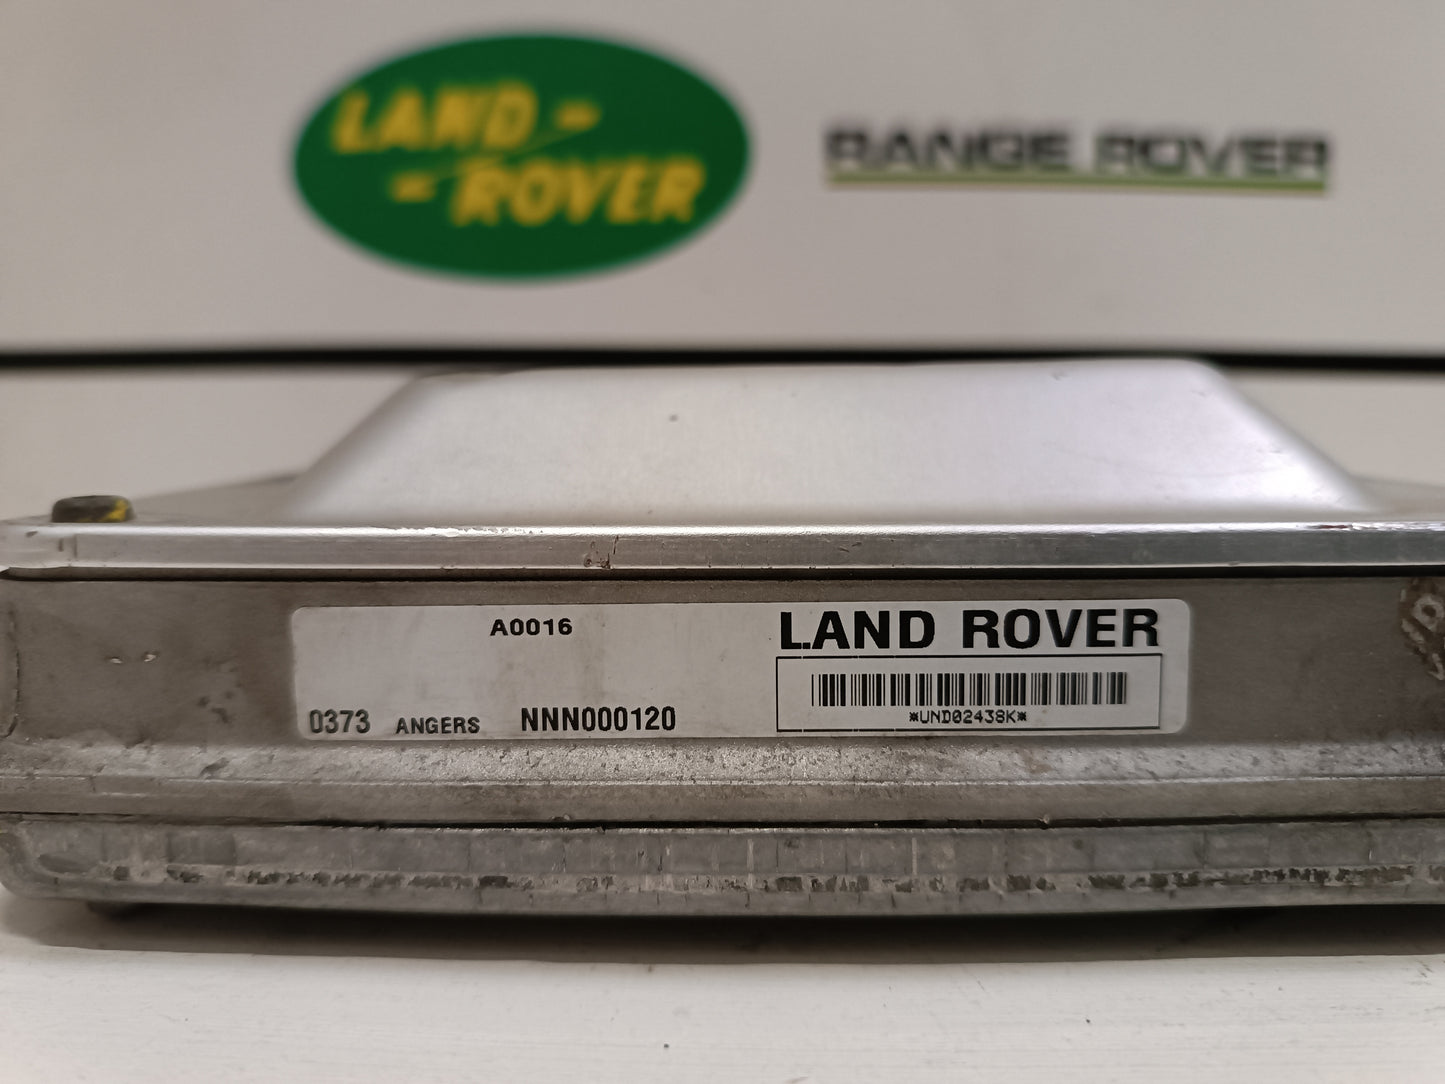 LAND
ROVER
RANGE ROVER
A0016
LAND ROVER
0373 ANGERS NNN000120
*UND02438K*